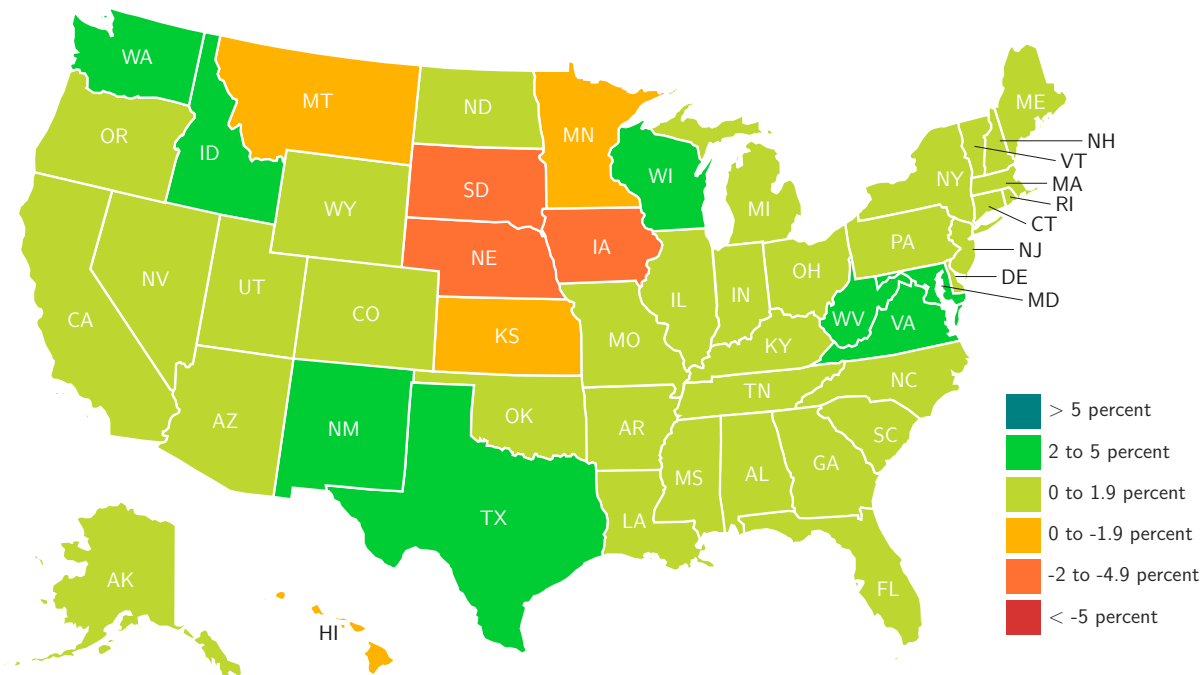 WA
MT
ND
ME
OR
MN
NH
ID
VT
WI
SD
NY
MA
WY
MI
RI
CT
PA
IA
NJ
NE
OH
NV
DE
UT
IN
IL
MD
CO
WV
VA
CA
KS
MO
KY
NC
TN
> 5 percent
OK
AZ
NM
AR
SC
2 to 5 percent
GA
MS
AL
0 to 1.9 percent
TX
LA
0 to -1.9 percent
AK
-2 to -4.9 percent
FL
< -5 percent
HI